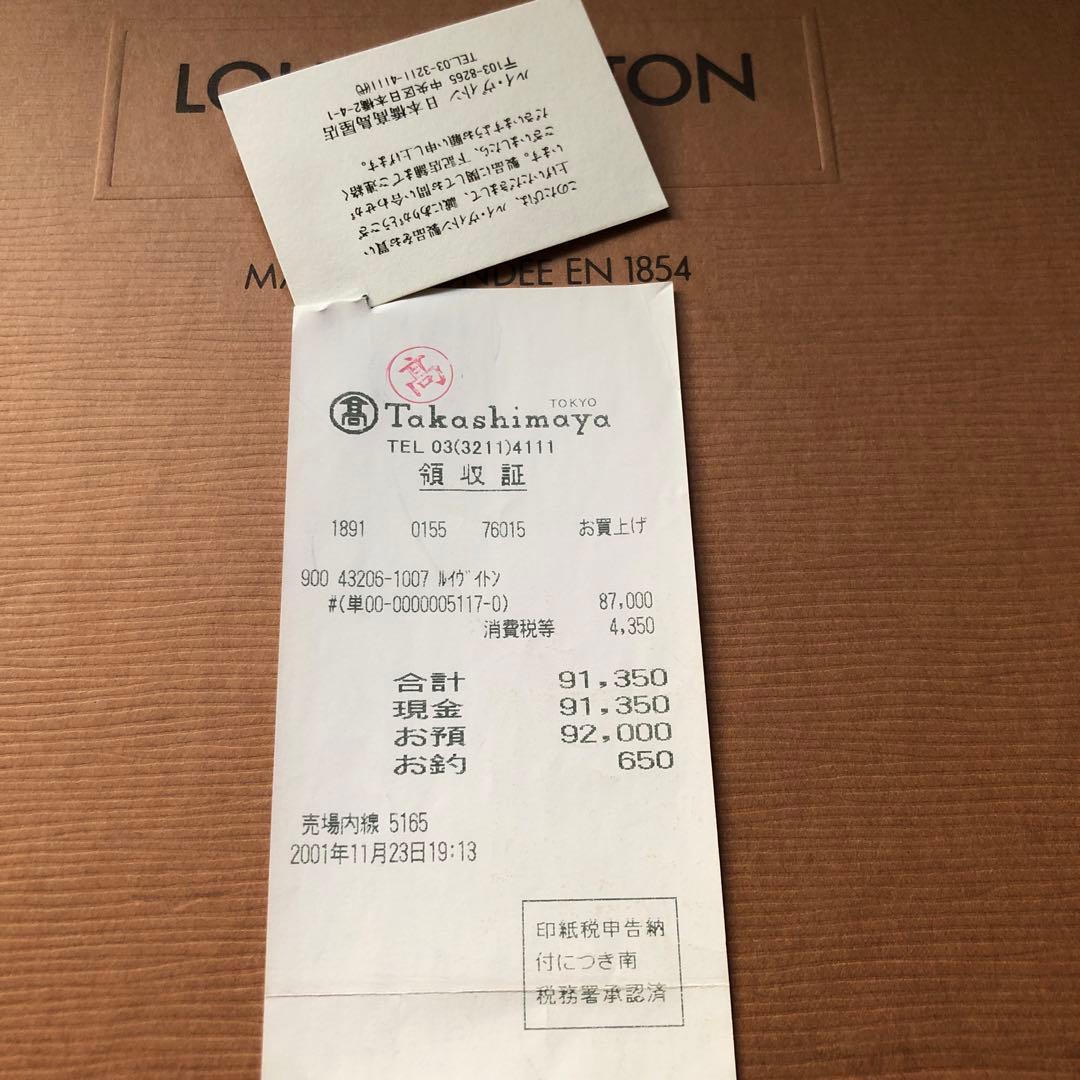 LOU TON
MA NDÉE EN 1854
このたびは、ルイ・ヴィトン製品をお買い
上げいただきまして、誠にありがとうござ
います。製品に関してお問い合わせが
ございましたら、下記店舗までご連絡く
ださいますようお願い申し上げます。
ルイ・ヴィトン 日本橋髙島屋店
〒103-8265 中央区日本橋2-4-1
TEL.03-3211-4111㈹
髙
髙 Takashimaya TOKYO
TEL 03(3211)4111
領収証
1891 0155 76015 お買上げ
900 43206-1007 ﾙｲｳﾞｲﾄﾝ
#(単00-0000005117-0) 87,000
消費税等 4,350
合計 91,350
現金 91,350
お預 92,000
お釣 650
売場内線 5165
2001年11月23日19:13
印紙税申告納
付につき南
税務署承認済